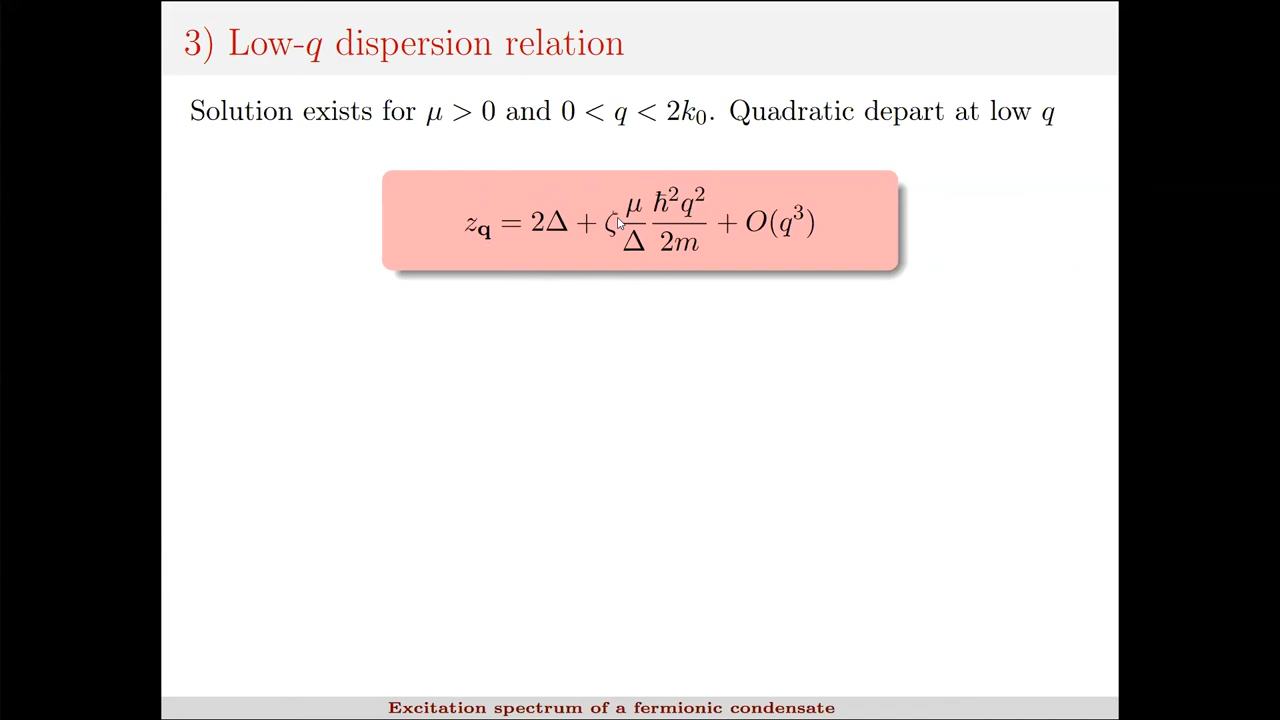 3) Low-q dispersion relation
Solution exists for μ > 0 and 0 < q < 2k₀. Quadratic depart at low q
z_𝐪 = 2Δ + ζ μ/Δ ħ²q²/2m + O(q³)
Excitation spectrum of a fermionic condensate